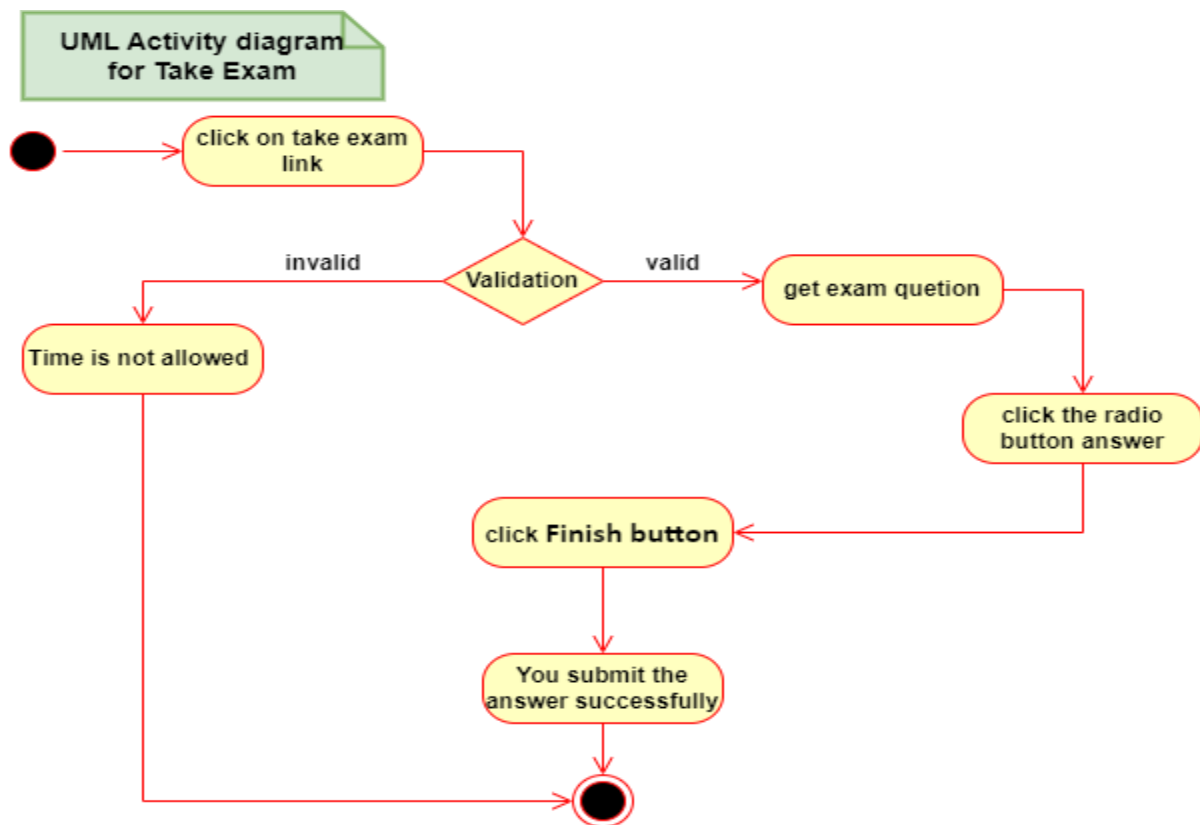 UML Activity diagram
for Take Exam
click on take exam
link
invalid
Validation
valid
get exam quetion
Time is not allowed
click the radio
button answer
click Finish button
You submit the
answer successfully